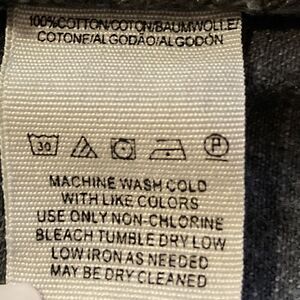 100%COTTON/COTON/BAUMWOLLE/
COTONE/ALGODÃO/ALGODÓN
30 P
MACHINE WASH COLD
WITH LIKE COLORS
USE ONLY NON-CHLORINE
BLEACH TUMBLE DRY LOW
LOW IRON AS NEEDED
MAY BE DRY CLEANED